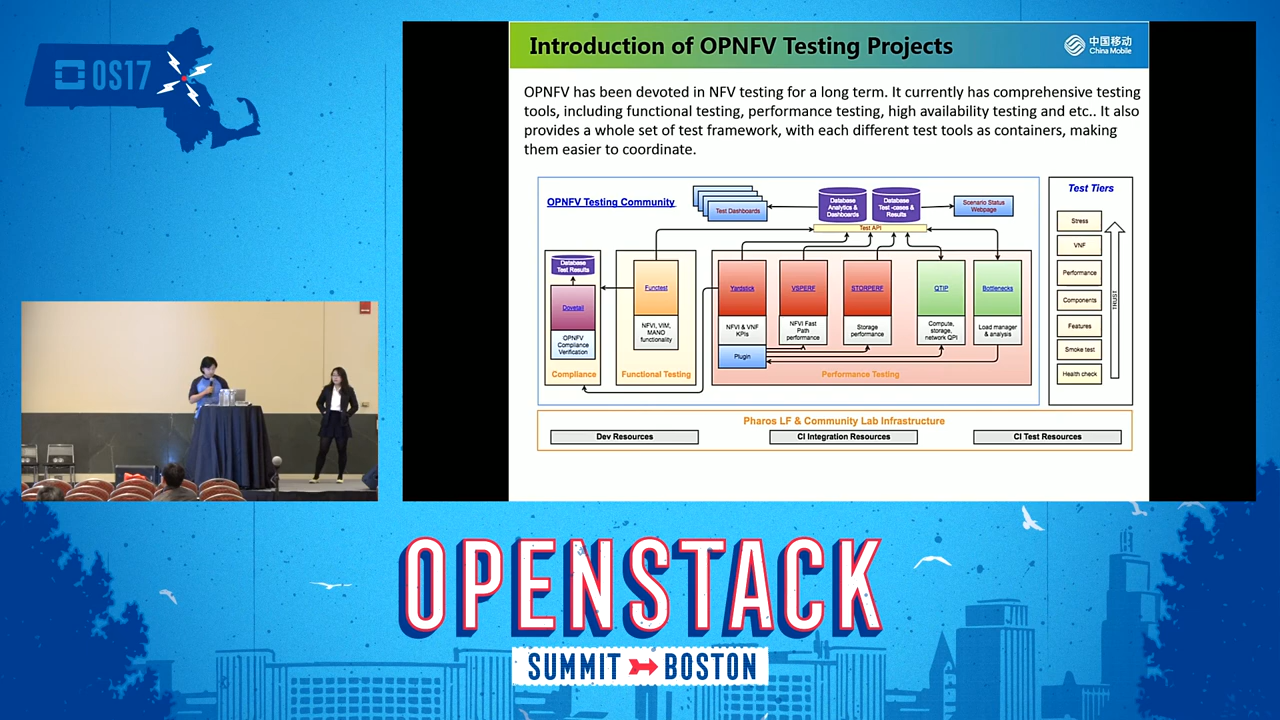 OS17
Introduction of OPNFV Testing Projects
中国移动
China Mobile
OPNFV has been devoted in NFV testing for a long term. It currently has comprehensive testing
tools, including functional testing, performance testing, high availability testing and etc.. It also
provides a whole set of test framework, with each different test tools as containers, making
them easier to coordinate.
OPNFV Testing Community
Test Dashboards
Database
Analytics &
Dashboards
Database
Test -cases &
Results
Scenario Status
Webpage
Test API
Database
Test Results
Dovetail
OPNFV
Compliance
Verification
Compliance
Functest
NFVI, VIM,
MANO
functionality
Functional Testing
Yardstick
NFVI & VNF
KPIs
Plugin
VSPERF
NFVI Fast
Path
performance
STORPERF
Storage
performance
QTIP
Compute,
storage,
network QPI
Bottlenecks
Load manager
& analysis
Performance Testing
Test Tiers
Stress
VNF
Performance
Components
Features
Smoke test
Health check
TRUST
Pharos LF & Community Lab Infrastructure
Dev Resources
CI Integration Resources
CI Test Resources
OPENSTACK
SUMMIT BOSTON